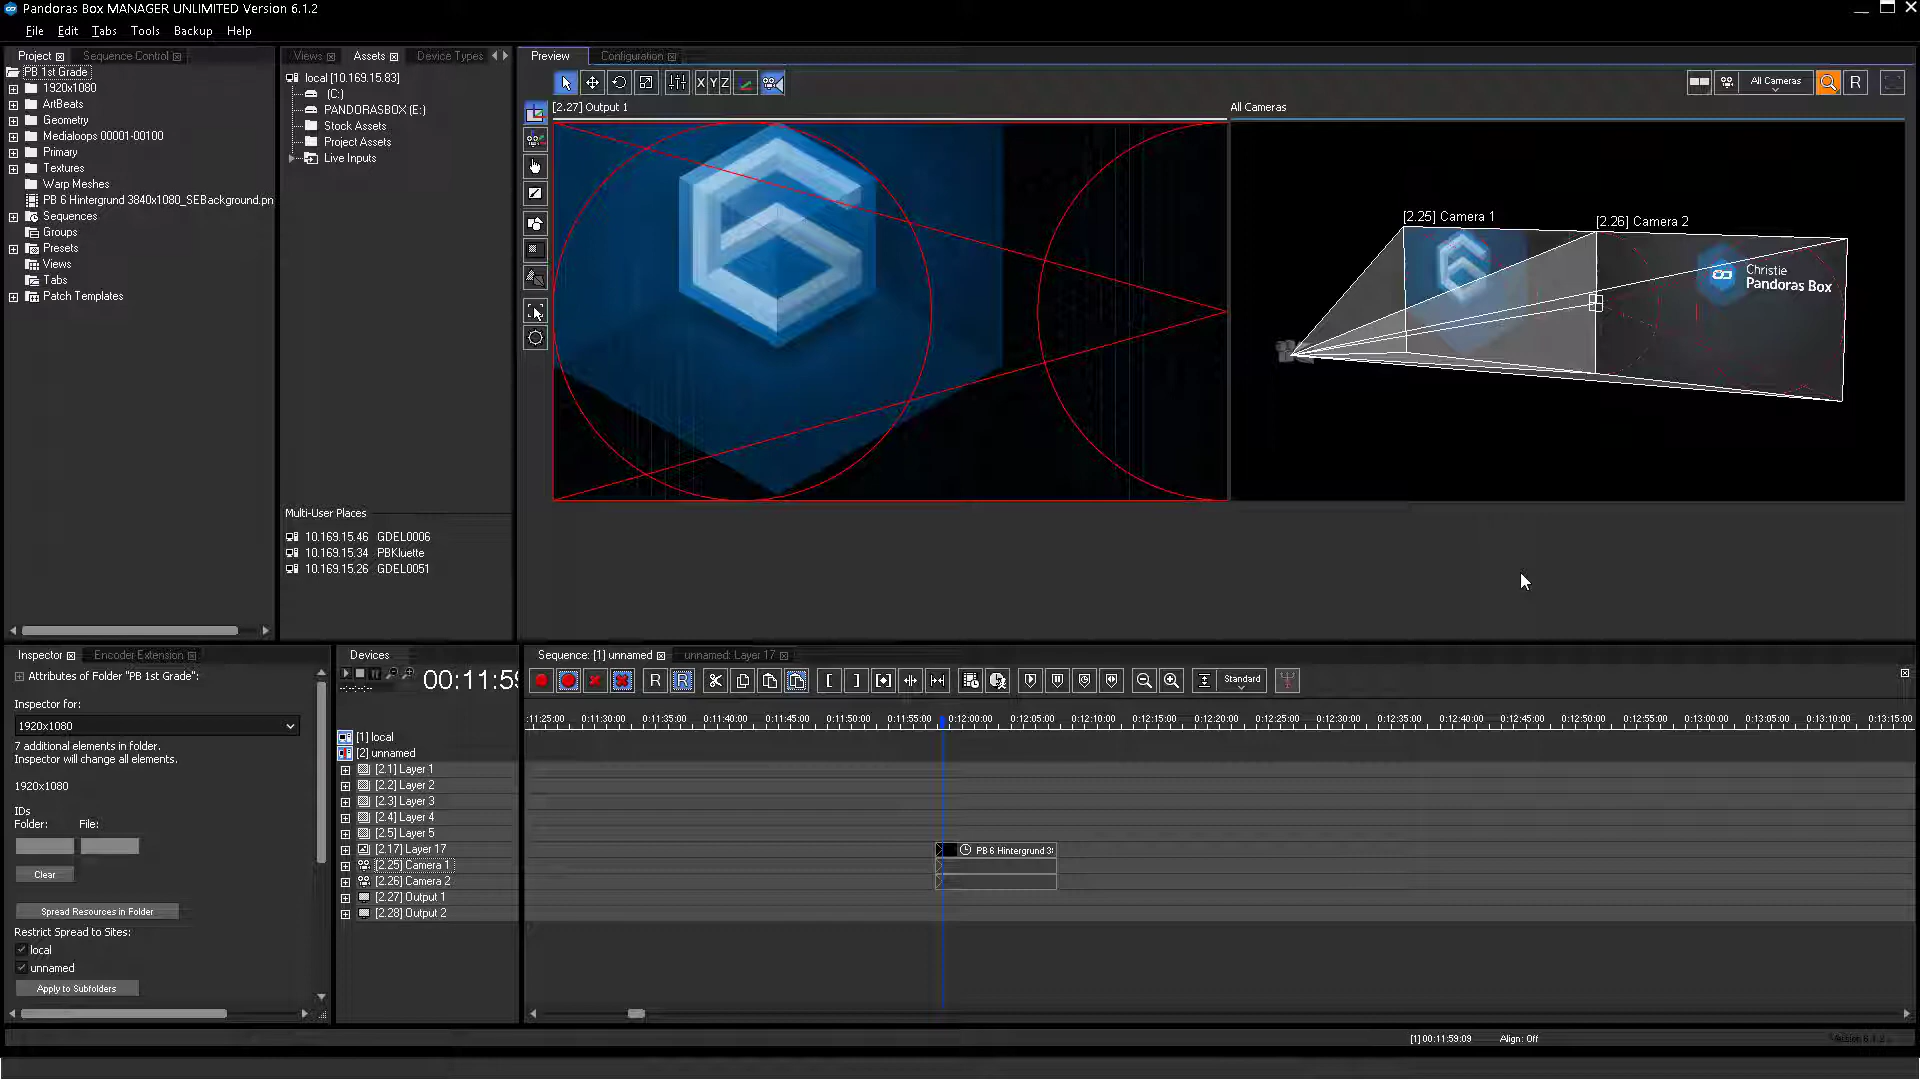 Pandoras Box MANAGER UNLIMITED Version 6.1.2
File Edit Tabs Tools Backup Help
Project
Sequence Control
PB 1st Grade
1920x1080
ArtBeats
Geometry
Medialoops 00001-00100
Primary
Textures
Warp Meshes
PB 6 Hintergrund 3840x1080_SEBackground.pn
Sequences
Groups
Presets
Views
Tabs
Patch Templates
Views
Assets
Device Types
local [10.169.15.83]
(C:)
PANDORASBOX (E:)
Stock Assets
Project Assets
Live Inputs
Multi-User Places
10.169.15.46 GDEL0006
10.169.15.34 PBKluette
10.169.15.26 GDEL0051
Preview
Configuration
X Y Z
All Cameras
R
[2.27] Output 1
All Cameras
[2.25] Camera 1
[2.26] Camera 2
Christie
Pandoras Box
Inspector
Encoder Extension
Attributes of Folder "PB 1st Grade":
Inspector for:
1920x1080
7 additional elements in folder.
Inspector will change all elements.
1920x1080
IDs
Folder: File:
Clear
Spread Resources in Folder
Restrict Spread to Sites:
local
unnamed
Apply to Subfolders
Devices
00:11:59
[1] local
[2] unnamed
[2.1] Layer 1
[2.2] Layer 2
[2.3] Layer 3
[2.4] Layer 4
[2.5] Layer 5
[2.17] Layer 17
[2.25] Camera 1
[2.26] Camera 2
[2.27] Output 1
[2.28] Output 2
Sequence: [1] unnamed
unnamed: Layer 17
R R
Standard
:11:25:00 0:11:30:00 0:11:35:00 0:11:40:00 0:11:45:00 0:11:50:00 0:11:55:00 0:12:00:00 0:12:05:00 0:12:10:00 0:12:15:00 0:12:20:00 0:12:25:00 0:12:30:00 0:12:35:00 0:12:40:00 0:12:45:00 0:12:50:00 0:12:55:00 0:13:00:00 0:13:05:00 0:13:10:00 0:13:15:00
PB 6 Hintergrund 38
[1] 00:11:59:09 Align: Off
Version 6.1.2